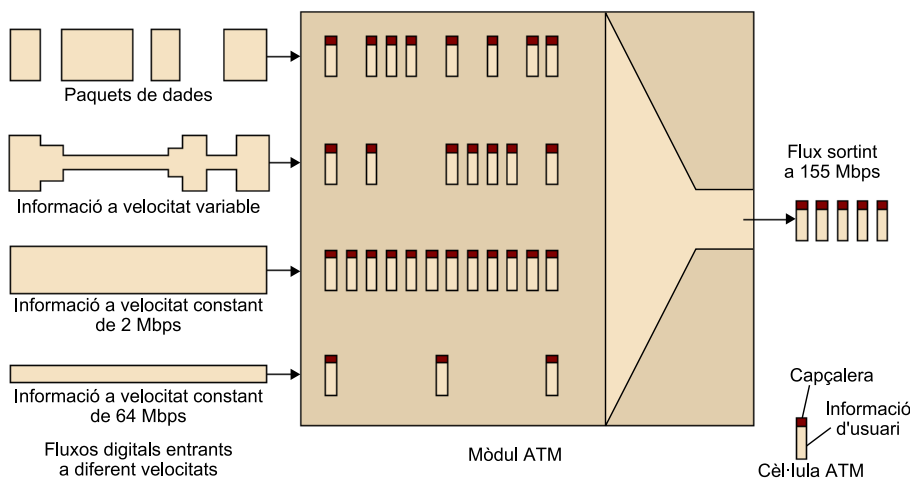 Paquets de dades
Informació a velocitat variable
Informació a velocitat constant
de 2 Mbps
Informació a velocitat constant
de 64 Mbps
Fluxos digitals entrants
a diferent velocitats
Mòdul ATM
Flux sortint
a 155 Mbps
Capçalera
Informació
d'usuari
Cèl·lula ATM